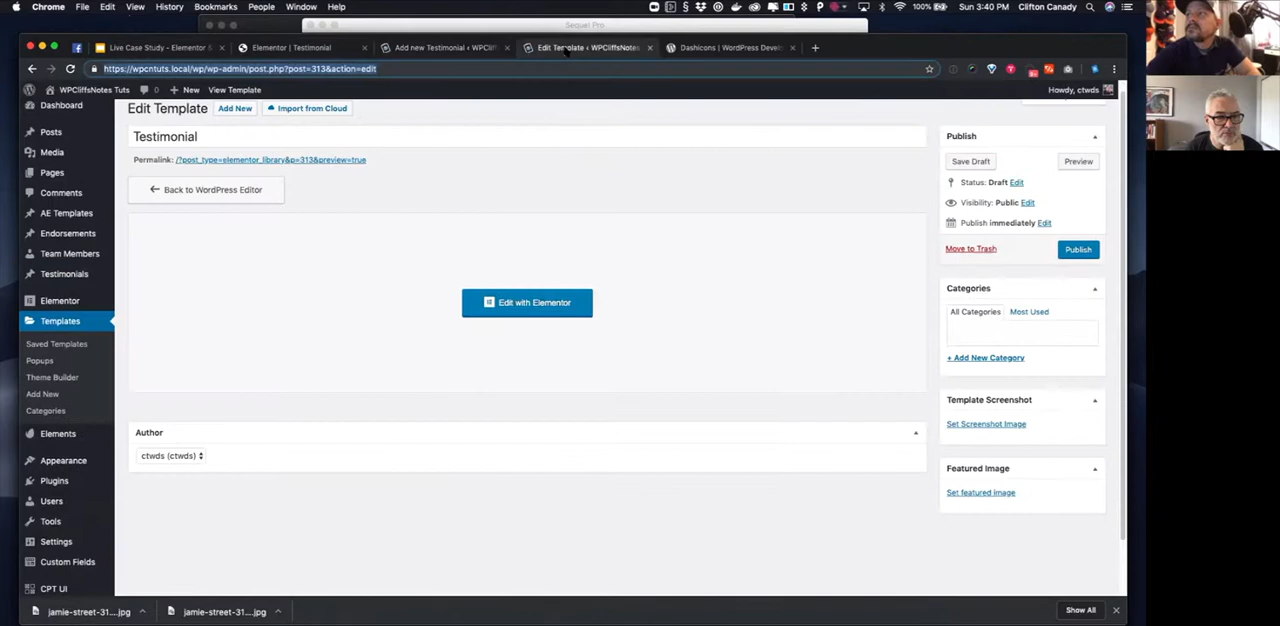 Chrome File Edit View History Bookmarks People Window Help 100% Sun 3:40 PM Clifton Canady
Sequel Pro
Live Case Study - Elementor & Elementor | Testimonial Add new Testimonial ‹ WPCliff Edit Template ‹ WPCliffsNotes Dashicons | WordPress Devel
https://wpcntuts.local/wp/wp-admin/post.php?post=313&action=edit
WPCliffsNotes Tuts 0 + New View Template Howdy, ctwds
Dashboard
Posts
Media
Pages
Comments
AE Templates
Endorsements
Team Members
Testimonials
Elementor
Templates
Saved Templates
Popups
Theme Builder
Add New
Categories
Elements
Appearance
Plugins
Users
Tools
Settings
Custom Fields
CPT UI
Edit Template Add New Import from Cloud
Testimonial
Permalink: /?post_type=elementor_library&p=313&preview=true
← Back to WordPress Editor
Edit with Elementor
Author
ctwds (ctwds)
Publish
Save Draft Preview
Status: Draft Edit
Visibility: Public Edit
Publish immediately Edit
Move to Trash Publish
Categories
All Categories Most Used
+ Add New Category
Template Screenshot
Set Screenshot Image
Featured Image
Set featured image
jamie-street-31....jpg jamie-street-31....jpg Show All